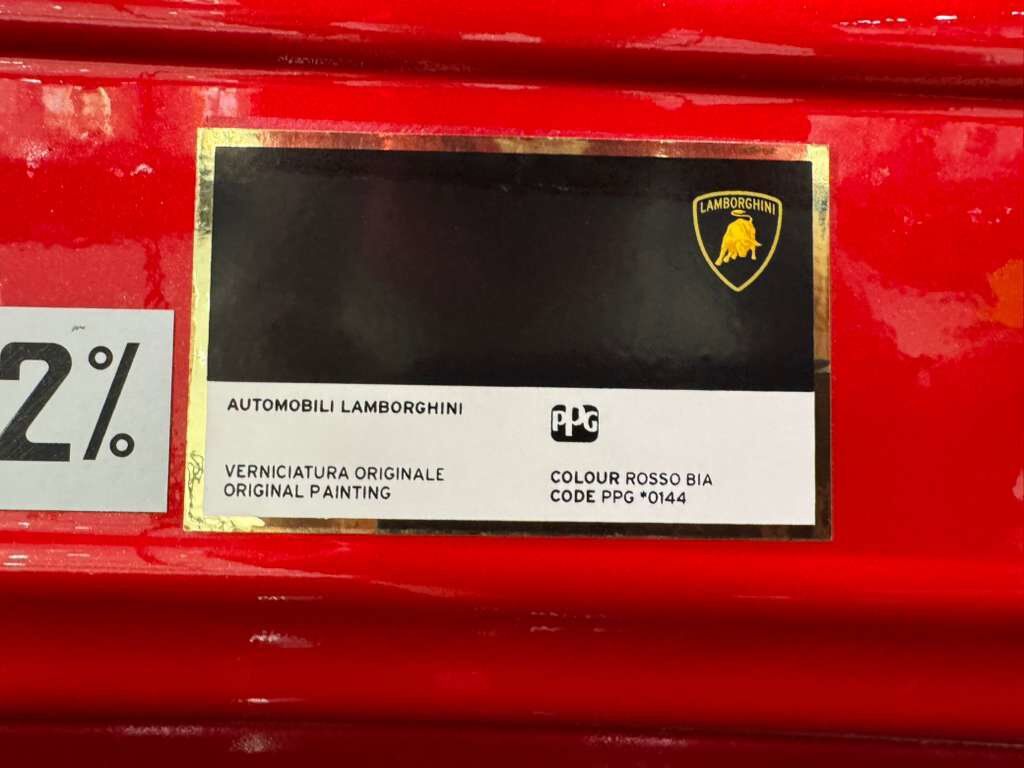 LAMBORGHINI
2%
AUTOMOBILI LAMBORGHINI
PPG
VERNICIATURA ORIGINALE
ORIGINAL PAINTING
COLOUR ROSSO BIA
CODE PPG *0144